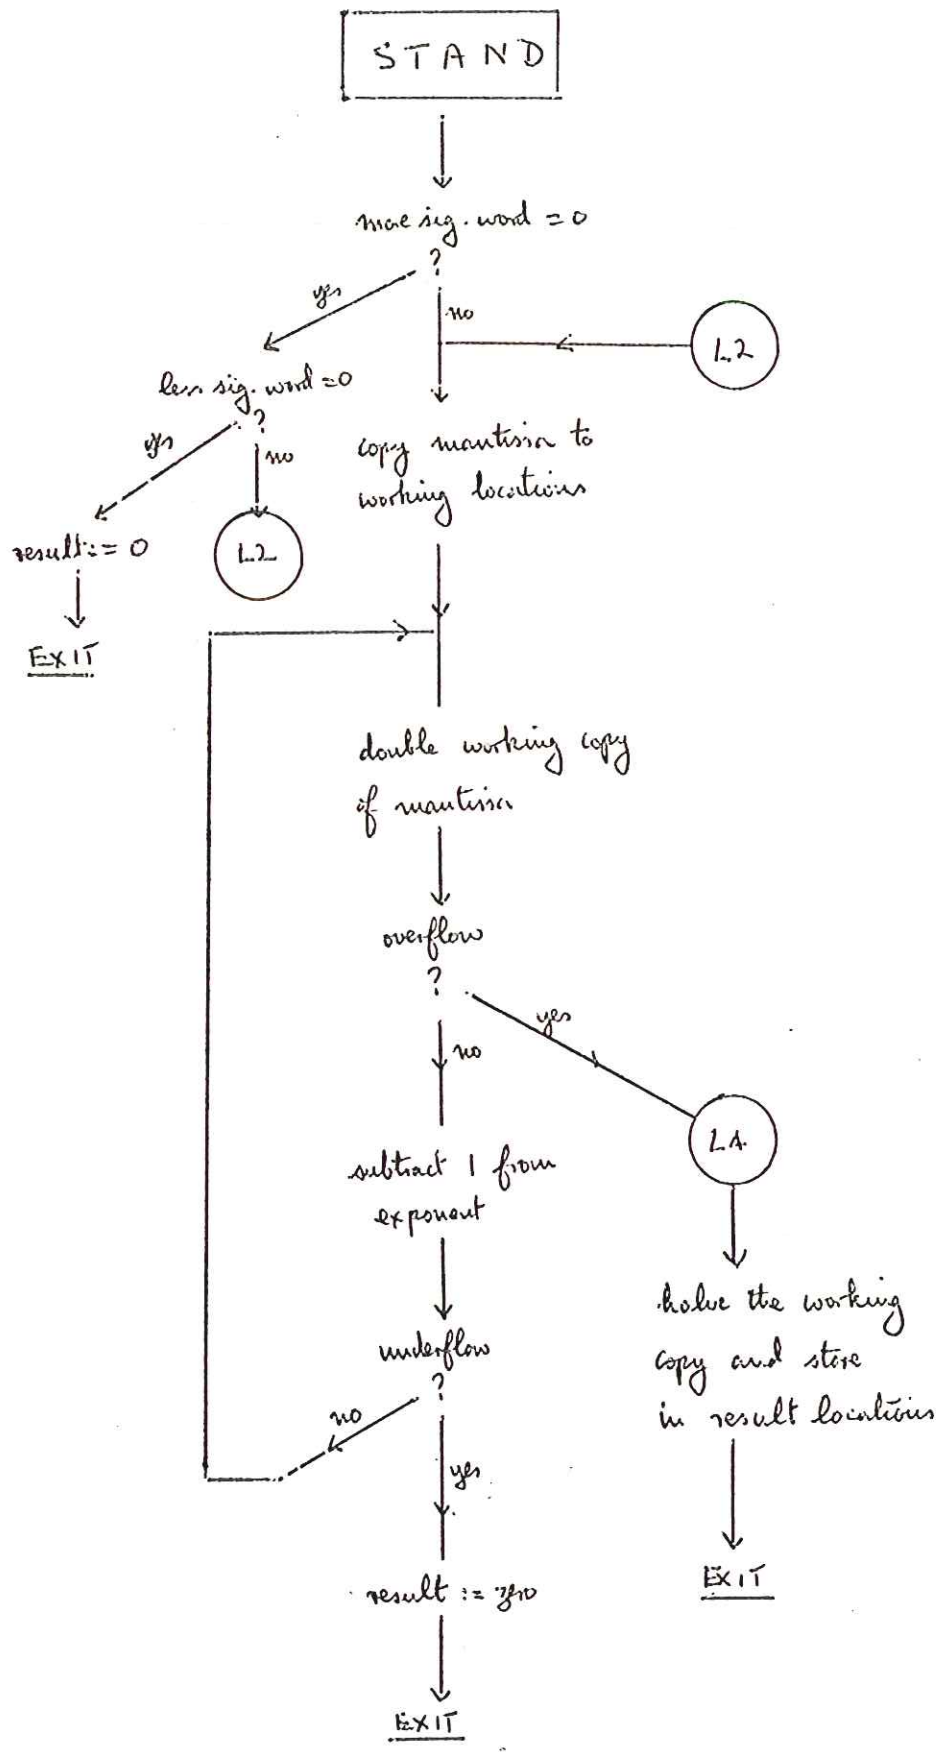 STAND
more sig. word = 0
?
yes
no
L2
less sig. word = 0
?
yes
no
copy mantissa to
working locations
result := 0
L2
EXIT
double working copy
of mantissa
overflow
?
yes
no
subtract 1 from
exponent
halve the working
copy and store
in result locations
underflow
?
no
yes
result := zero
EXIT
EXIT